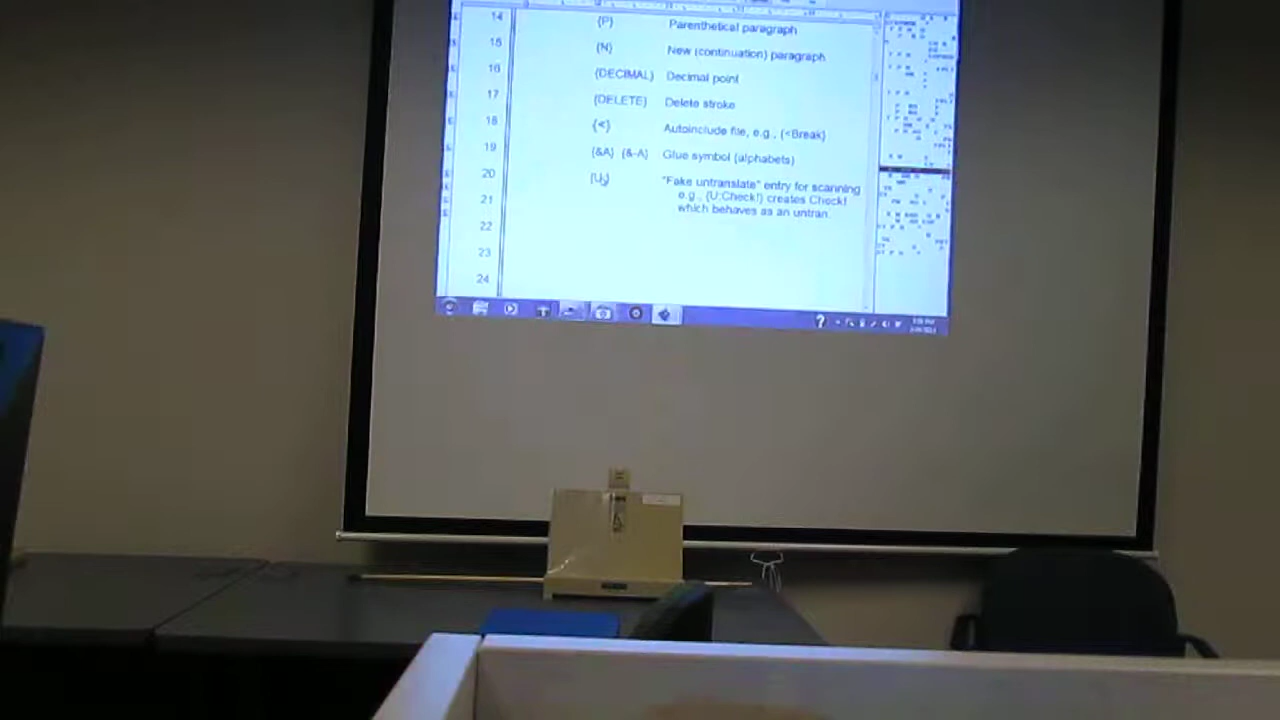 14 {P} Parenthetical paragraph
15 {N} New (continuation) paragraph
16 {DECIMAL} Decimal point
17 {DELETE} Delete stroke
18 {<} Autoinclude file, e.g., {<Break}
19 {&A} {&-A} Glue symbol (alphabets)
20 {U:} "Fake untranslate" entry for scanning
21 e.g., {U:Check!} creates Check!
which behaves as an untran.
22
23
24